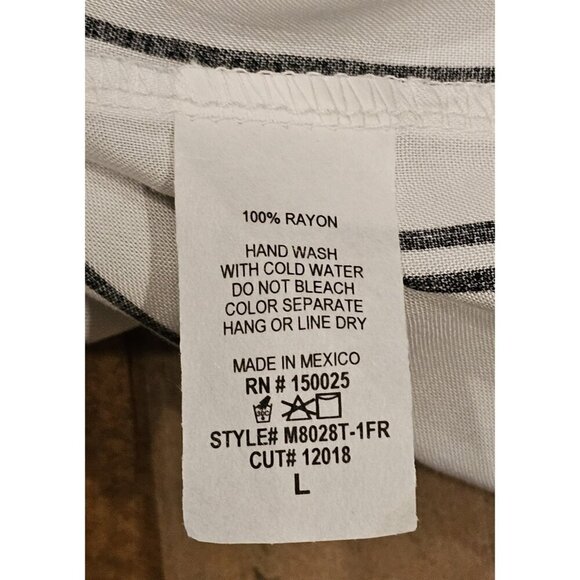 100% RAYON
HAND WASH
WITH COLD WATER
DO NOT BLEACH
COLOR SEPARATE
HANG OR LINE DRY
MADE IN MEXICO
RN # 150025
30C
STYLE# M8028T-1FR
CUT# 12018
L